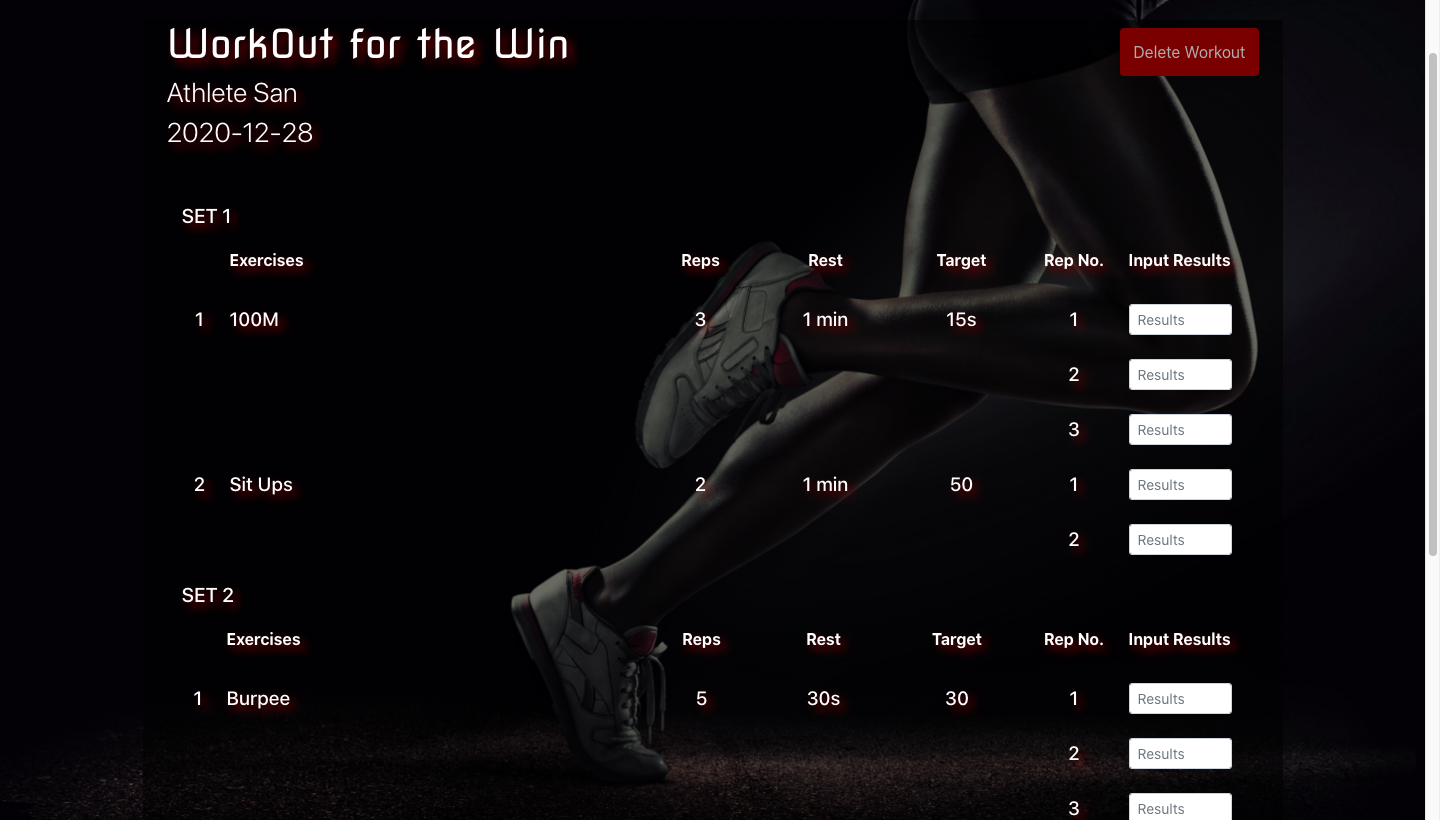 WorkOut for the Win
Delete Workout
Athlete San
2020-12-28
SET 1
Exercises Reps Rest Target Rep No. Input Results
1 100M 3 1 min 15s 1 Results
2 Results
3 Results
2 Sit Ups 2 1 min 50 1 Results
2 Results
SET 2
Exercises Reps Rest Target Rep No. Input Results
1 Burpee 5 30s 30 1 Results
2 Results
3 Results